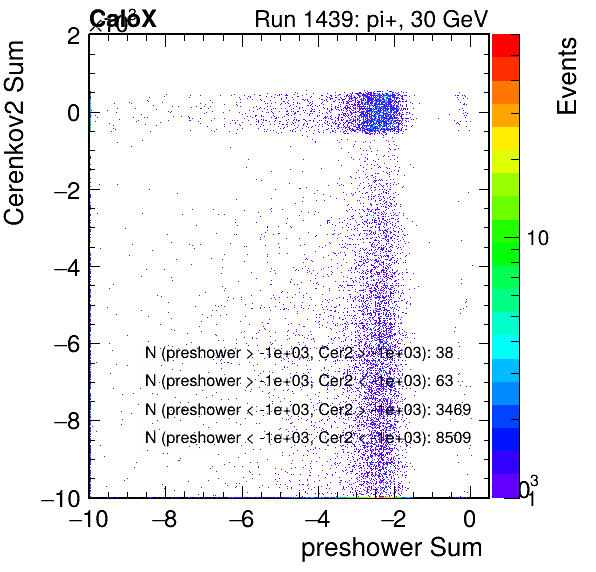 CaloX
×10³
Run 1439: pi+, 30 GeV
Cerenkov2 Sum
Events
2
0
−2
−4
−6
−8
−10
N (preshower > -1e+03, Cer2 > -1e+03): 38
N (preshower > -1e+03, Cer2 < -1e+03): 63
N (preshower < -1e+03, Cer2 > -1e+03): 3469
N (preshower < -1e+03, Cer2 < -1e+03): 8509
10
1
−10
−8
−6
−4
−2
0
preshower Sum